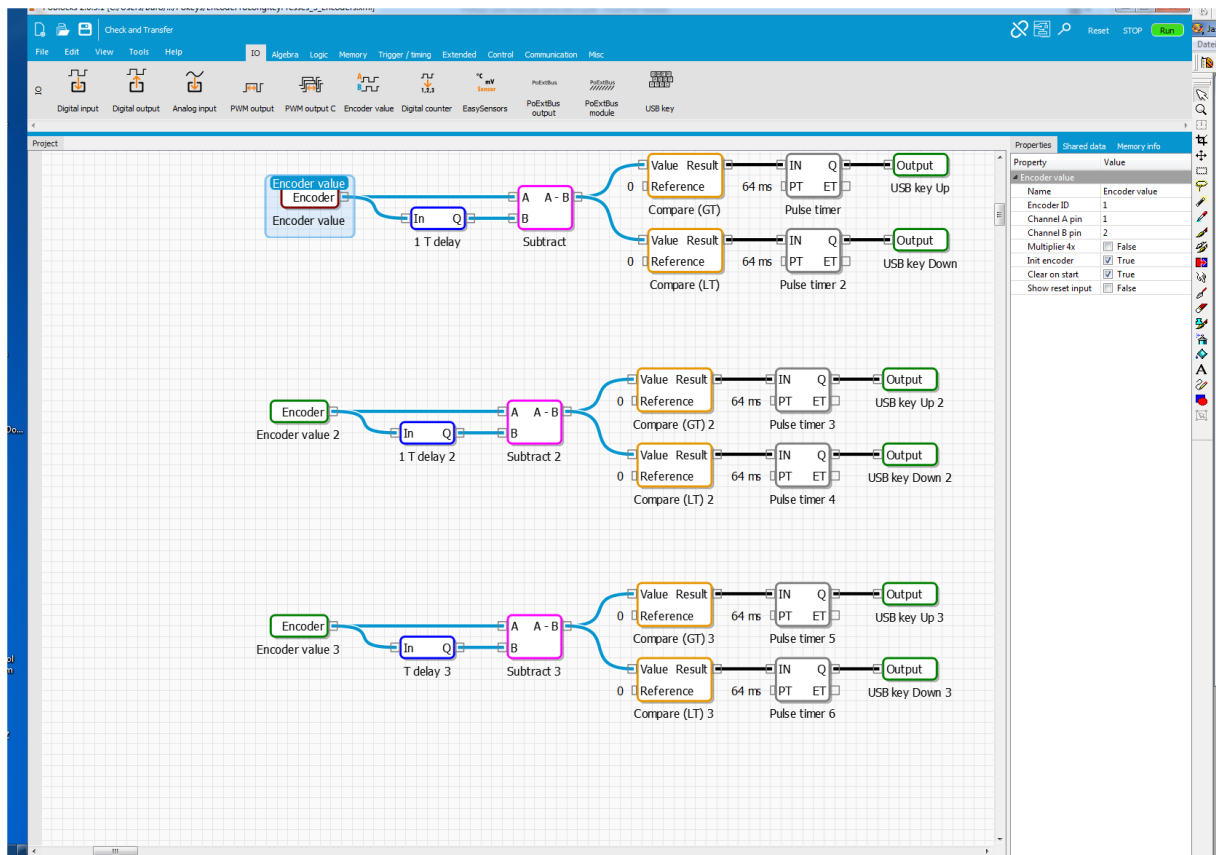 Check and Transfer
Reset STOP Run
Datei
File Edit View Tools Help IO Algebra Logic Memory Trigger / timing Extended Control Communication Misc
IO
A
B
1,2,3
°C
mV
Sensor
PoExtBus
PoExtBus
Digital input Digital output Analog input PWM output PWM output C Encoder value Digital counter EasySensors PoExtBus output PoExtBus module USB key
Project
Encoder value
Encoder
Encoder value
In Q
1 T delay
A A - B
B
Subtract
Value Result
0 Reference
Compare (GT)
IN Q
64 ms PT ET
Pulse timer
Output
USB key Up
Value Result
0 Reference
Compare (LT)
IN Q
64 ms PT ET
Pulse timer 2
Output
USB key Down
Encoder
Encoder value 2
In Q
1 T delay 2
A A - B
B
Subtract 2
Value Result
0 Reference
Compare (GT) 2
IN Q
64 ms PT ET
Pulse timer 3
Output
USB key Up 2
Value Result
0 Reference
Compare (LT) 2
IN Q
64 ms PT ET
Pulse timer 4
Output
USB key Down 2
Encoder
Encoder value 3
In Q
T delay 3
A A - B
B
Subtract 3
Value Result
0 Reference
Compare (GT) 3
IN Q
64 ms PT ET
Pulse timer 5
Output
USB key Up 3
Value Result
0 Reference
Compare (LT) 3
IN Q
64 ms PT ET
Pulse timer 6
Output
USB key Down 3
Properties Shared data Memory info
Property Value
Encoder value
Name Encoder value
Encoder ID 1
Channel A pin 1
Channel B pin 2
Multiplier 4x False
Init encoder True
Clear on start True
Show reset input False
A
Do...